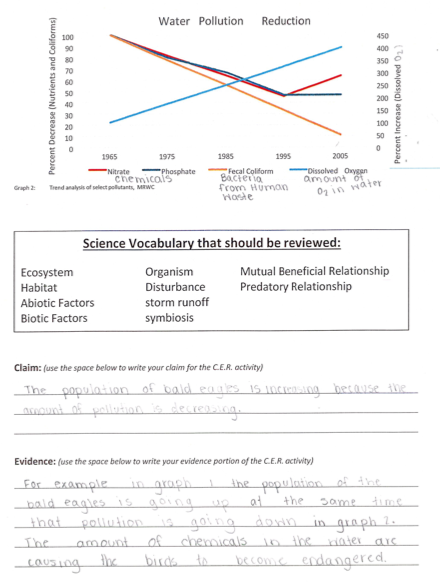 Water Pollution Reduction
Percent Decrease (Nutrients and Coliforms)
100
90
80
70
60
50
40
30
20
10
0
450
400
350
300
250
200
150
100
50
0
Percent Increase (Dissolved O2)
1965 1975 1985 1995 2005
Nitrate Phosphate Fecal Coliform Dissolved Oxygen
chemicals
Bacteria
from Human
Waste
amount of
O2 in water
Graph 2: Trend analysis of select pollutants, MRWC
Science Vocabulary that should be reviewed:
Ecosystem Organism Mutual Beneficial Relationship
Habitat Disturbance Predatory Relationship
Abiotic Factors storm runoff
Biotic Factors symbiosis
Claim: (use the space below to write your claim for the C.E.R. activity)
The population of bald eagles is increasing because the
amount of pollution is decreasing.
Evidence: (use the space below to write your evidence portion of the C.E.R. activity)
For example in graph 1 the population of the
bald eagles is going up at the same time
that pollution is going down in graph 2.
The amount of chemicals in the water are
causing the birds to become endangered.